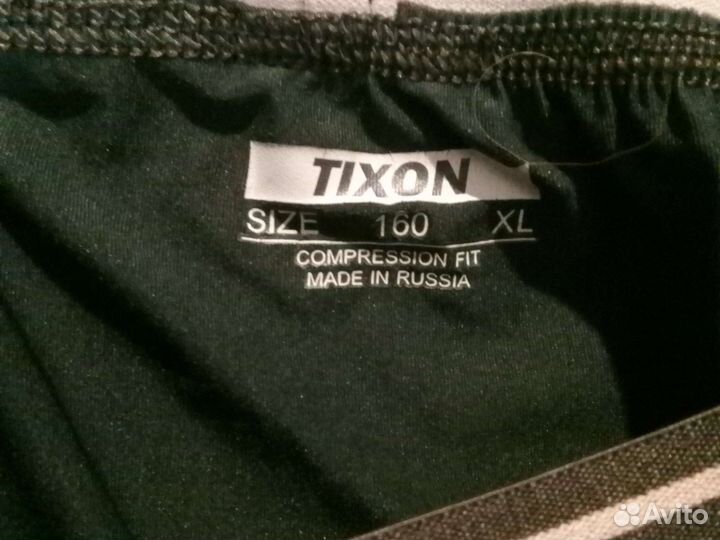 TIXON
SIZE 160 XL
COMPRESSION FIT
MADE IN RUSSIA
Avito